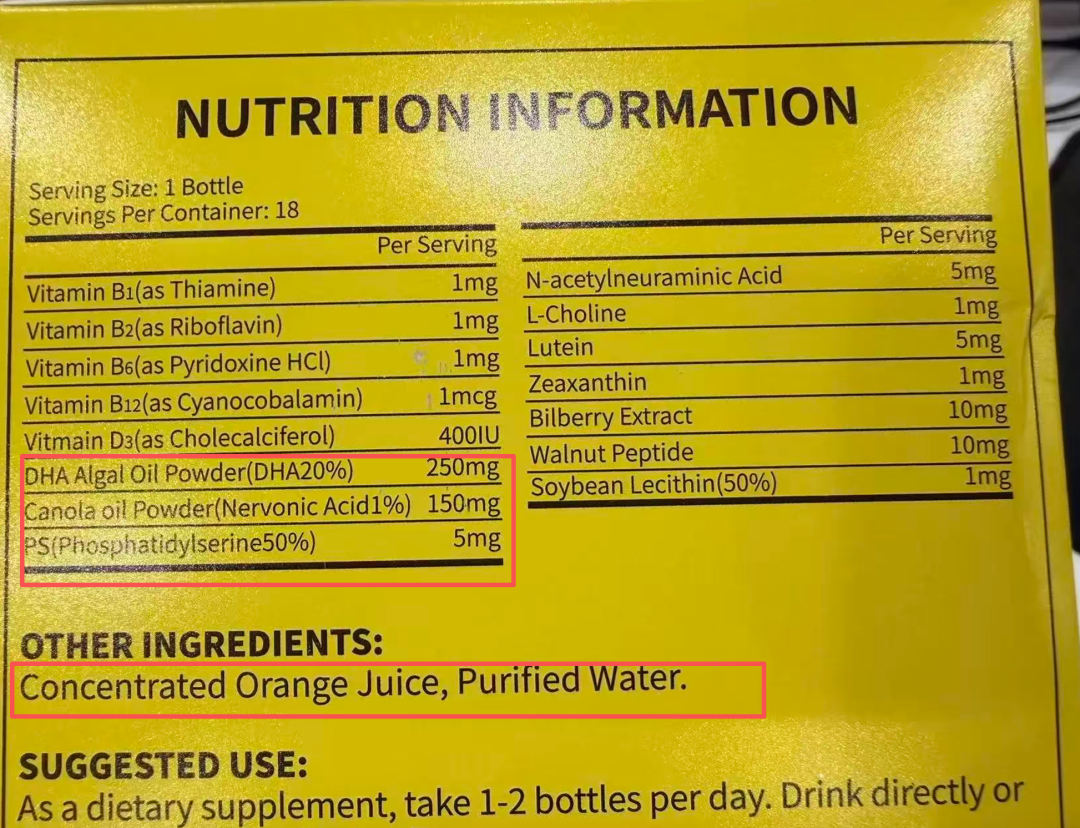 NUTRITION INFORMATION
Serving Size: 1 Bottle
Servings Per Container: 18
Per Serving
Vitamin B1(as Thiamine) 1mg
Vitamin B2(as Riboflavin) 1mg
Vitamin B6(as Pyridoxine HCl) 1mg
Vitamin B12(as Cyanocobalamin) 1mcg
Vitmain D3(as Cholecalciferol) 400IU
DHA Algal Oil Powder(DHA20%) 250mg
Canola oil Powder(Nervonic Acid1%) 150mg
PS(Phosphatidylserine50%) 5mg
Per Serving
N-acetylneuraminic Acid 5mg
L-Choline 1mg
Lutein 5mg
Zeaxanthin 1mg
Bilberry Extract 10mg
Walnut Peptide 10mg
Soybean Lecithin(50%) 1mg
OTHER INGREDIENTS:
Concentrated Orange Juice, Purified Water.
SUGGESTED USE:
As a dietary supplement, take 1-2 bottles per day. Drink directly or